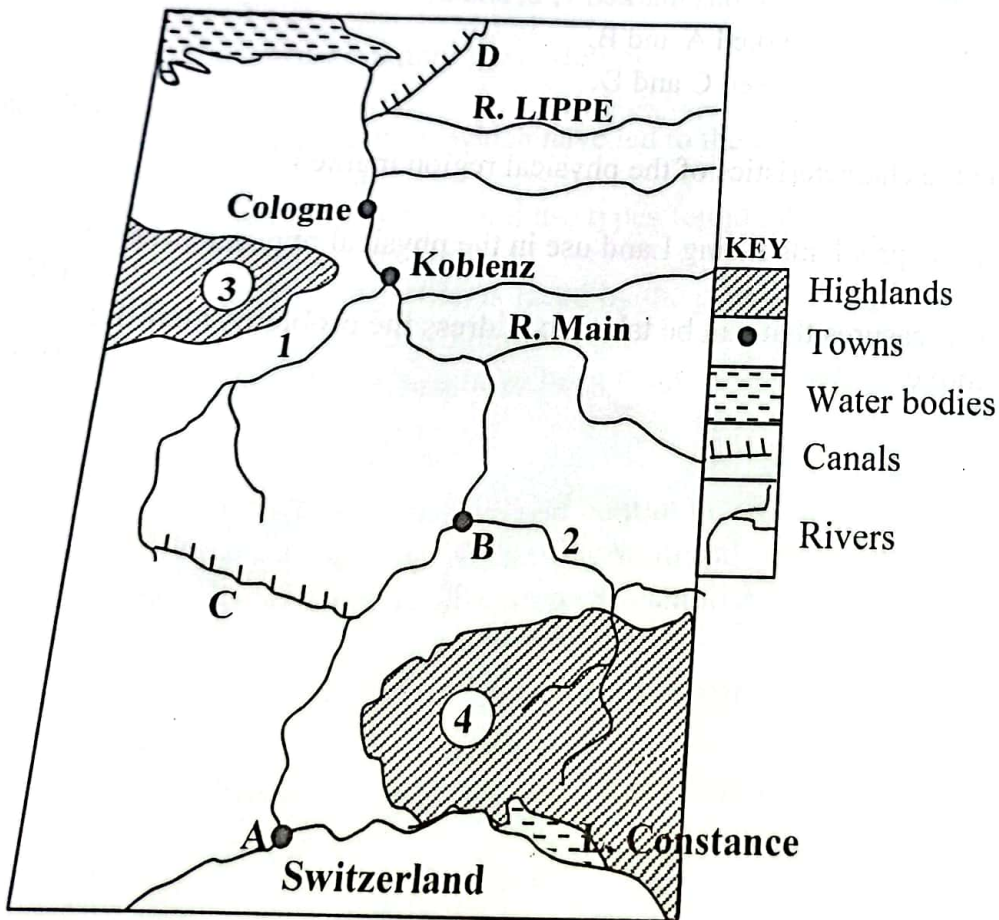 D
R. LIPPE
Cologne
KEY
3
Koblenz
Highlands
1
R. Main
Towns
Water bodies
Canals
B
2
Rivers
C
4
A
L. Constance
Switzerland